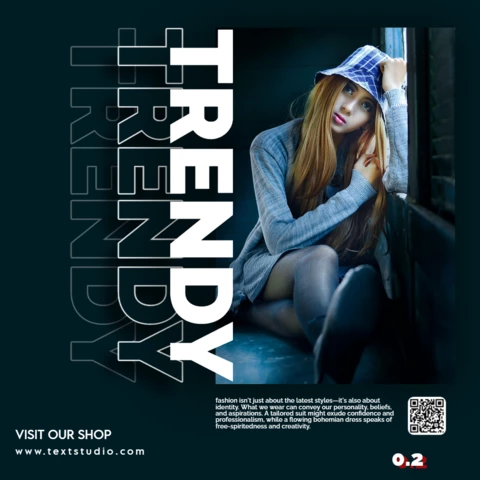 TRENDY
TRENDY
TRENDY
fashion isn't just about the latest styles—it's also about
identity. What we wear can convey our personality, beliefs,
and aspirations. A tailored suit might exude confidence and
professionalism, while a flowing bohemian dress speaks of
free-spiritedness and creativity.
VISIT OUR SHOP
www.textstudio.com
0.2